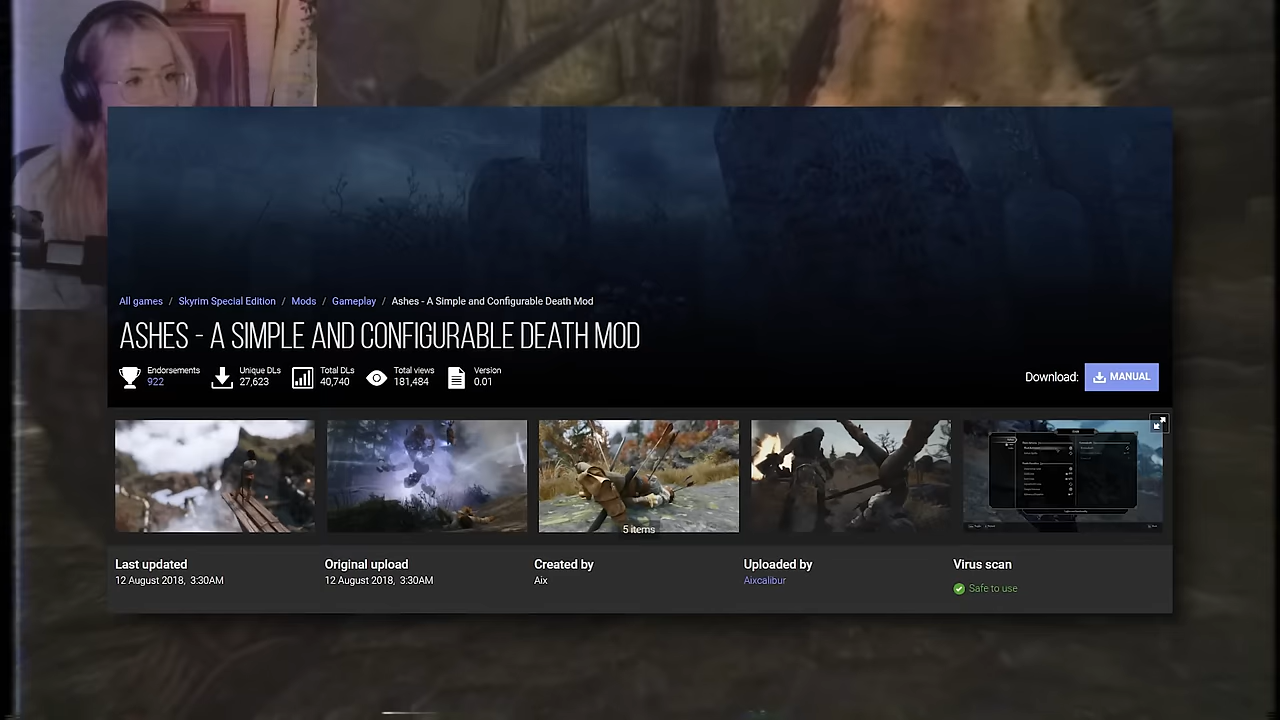 All games / Skyrim Special Edition / Mods / Gameplay / Ashes - A Simple and Configurable Death Mod
ASHES - A SIMPLE AND CONFIGURABLE DEATH MOD
Endorsements
922
Unique DLs
27,623
Total DLs
40,740
Total views
181,484
Version
0.01
Download:
MANUAL
5 items
Last updated
12 August 2018, 3:30AM
Original upload
12 August 2018, 3:30AM
Created by
Aix
Uploaded by
Aixcalibur
Virus scan
Safe to use